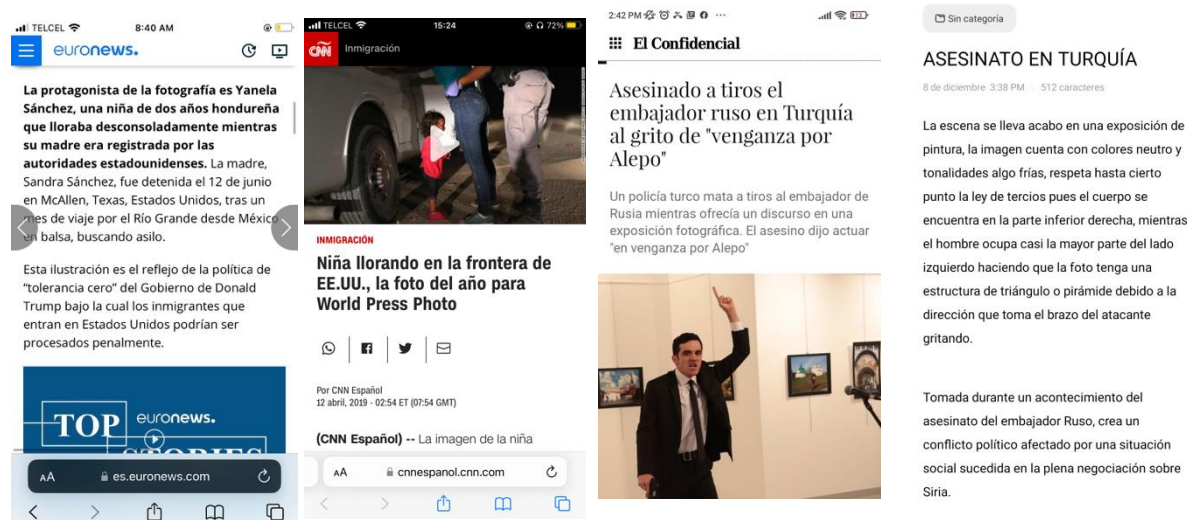 TELCEL 8:40 AM
euronews.
La protagonista de la fotografía es Yanela
Sánchez, una niña de dos años hondureña
que lloraba desconsoladamente mientras
su madre era registrada por las
autoridades estadounidenses. La madre,
Sandra Sánchez, fue detenida el 12 de junio
en McAllen, Texas, Estados Unidos, tras un
mes de viaje por el Río Grande desde México
en balsa, buscando asilo.
Esta ilustración es el reflejo de la política de
“tolerancia cero” del Gobierno de Donald
Trump bajo la cual los inmigrantes que
entran en Estados Unidos podrían ser
procesados penalmente.
TOP euronews.
STORIES
AA es.euronews.com
TELCEL 15:24 72%
CNN Inmigración
INMIGRACIÓN
Niña llorando en la frontera de
EE.UU., la foto del año para
World Press Photo
Por CNN Español
12 abril, 2019 - 02:54 ET (07:54 GMT)
(CNN Español) -- La imagen de la niña
AA cnnespanol.cnn.com
2:42 PM
El Confidencial
Asesinado a tiros el
embajador ruso en Turquía
al grito de "venganza por
Alepo"
Un policía turco mata a tiros al embajador de
Rusia mientras ofrecía un discurso en una
exposición fotográfica. El asesino dijo actuar
"en venganza por Alepo"
Sin categoría
ASESINATO EN TURQUÍA
8 de diciembre 3:38 PM | 512 caracteres
La escena se lleva acabo en una exposición de
pintura, la imagen cuenta con colores neutro y
tonalidades algo frías, respeta hasta cierto
punto la ley de tercios pues el cuerpo se
encuentra en la parte inferior derecha, mientras
el hombre ocupa casi la mayor parte del lado
izquierdo haciendo que la foto tenga una
estructura de triángulo o pirámide debido a la
dirección que toma el brazo del atacante
gritando.
Tomada durante un acontecimiento del
asesinato del embajador Ruso, crea un
conflicto político afectado por una situación
social sucedida en la plena negociación sobre
Siria.